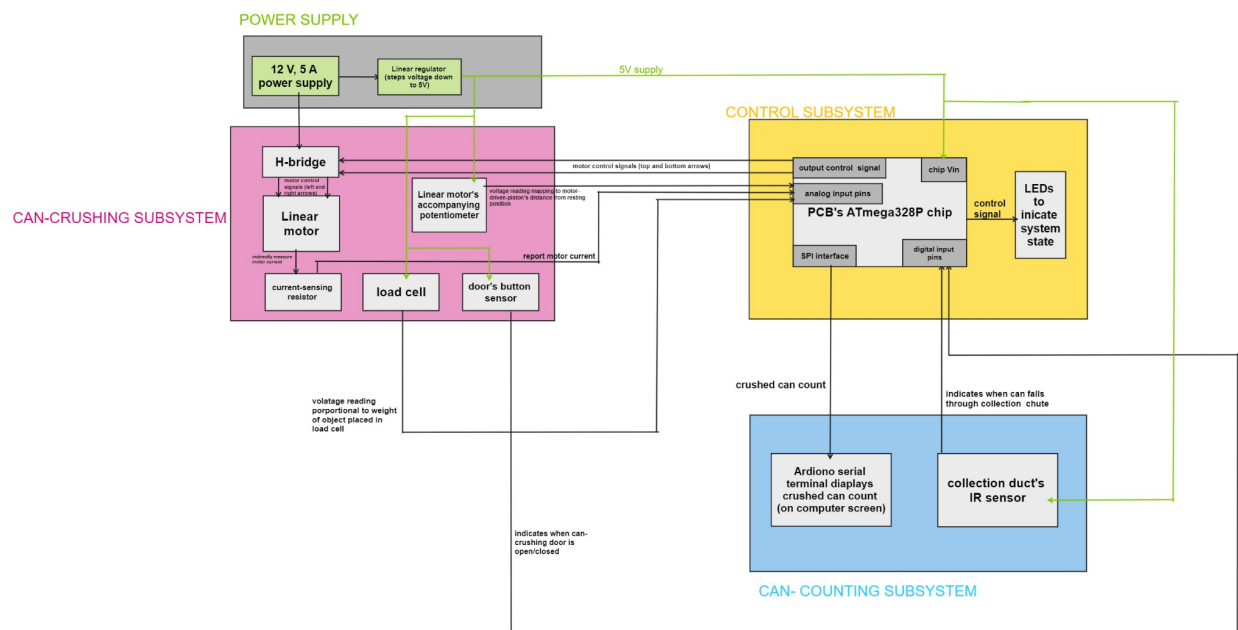 POWER SUPPLY
12 V, 5 A
power supply
Linear regulator
(steps voltage down
to 5V)
5V supply
CONTROL SUBSYSTEM
CAN-CRUSHING SUBSYSTEM
H-bridge
motor control
signals (left and
right arrows)
Linear
motor
indirectly measure
motor current
current-sensing
resistor
Linear motor's
accompanying
potentiometer
load cell
door's button
sensor
motor control signals (top and bottom arrows)
voltage reading mapping to motor-
driven-piston's distance from resting
position
report motor current
output control signal
chip Vin
analog input pins
PCB's ATmega328P chip
SPI interface
digital input
pins
control
signal
LEDs
to
inicate
system
state
volatage reading
porportional to weight
of object placed in
load cell
crushed can count
indicates when can falls
through collection chute
indicates when can-
crushing door is
open/closed
Ardiono serial
terminal diaplays
crushed can count
(on computer screen)
collection duct's
IR sensor
CAN- COUNTING SUBSYSTEM